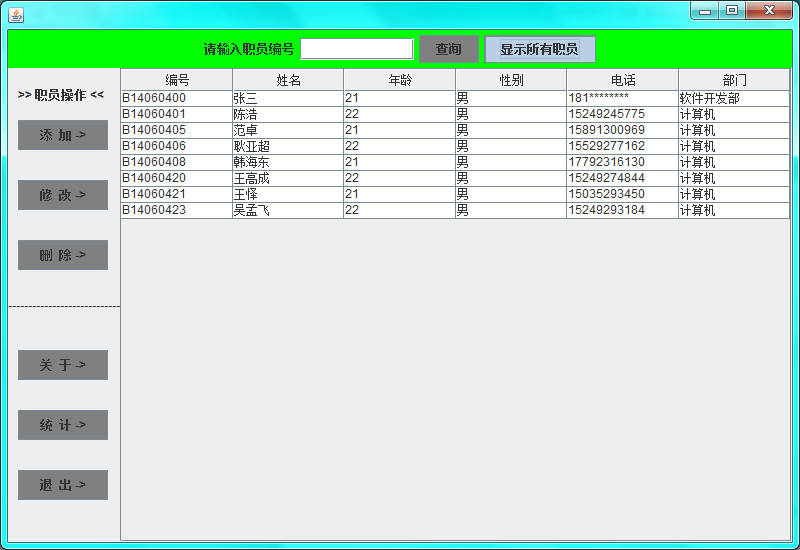 请输入职员编号 查询 显示所有职员
>> 职员操作 <<
添 加 ->
修 改 ->
删 除 ->
关 于 ->
统 计 ->
退 出 ->
编号 姓名 年龄 性别 电话 部门
B14060400 张三 21 男 181******** 软件开发部
B14060401 陈浩 22 男 15249245775 计算机
B14060405 范卓 21 男 15891300969 计算机
B14060406 耿亚超 22 男 15529277162 计算机
B14060408 韩海东 21 男 17792316130 计算机
B14060420 王高成 22 男 15249274844 计算机
B14060421 王怿 21 男 15035293450 计算机
B14060423 吴孟飞 22 男 15249293184 计算机